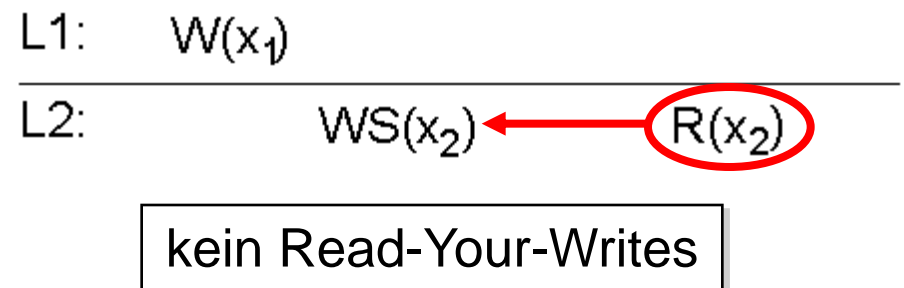 L1: W(x₁)
L2: WS(x₂) R(x₂)
kein Read-Your-Writes